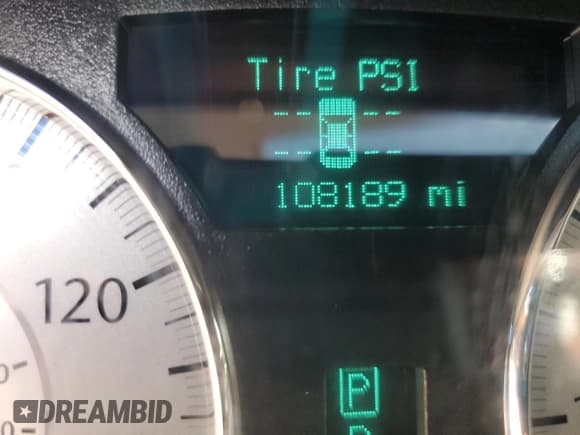 Tire PSI
-- --
-- --
108189 mi
120
P
DREAMBID